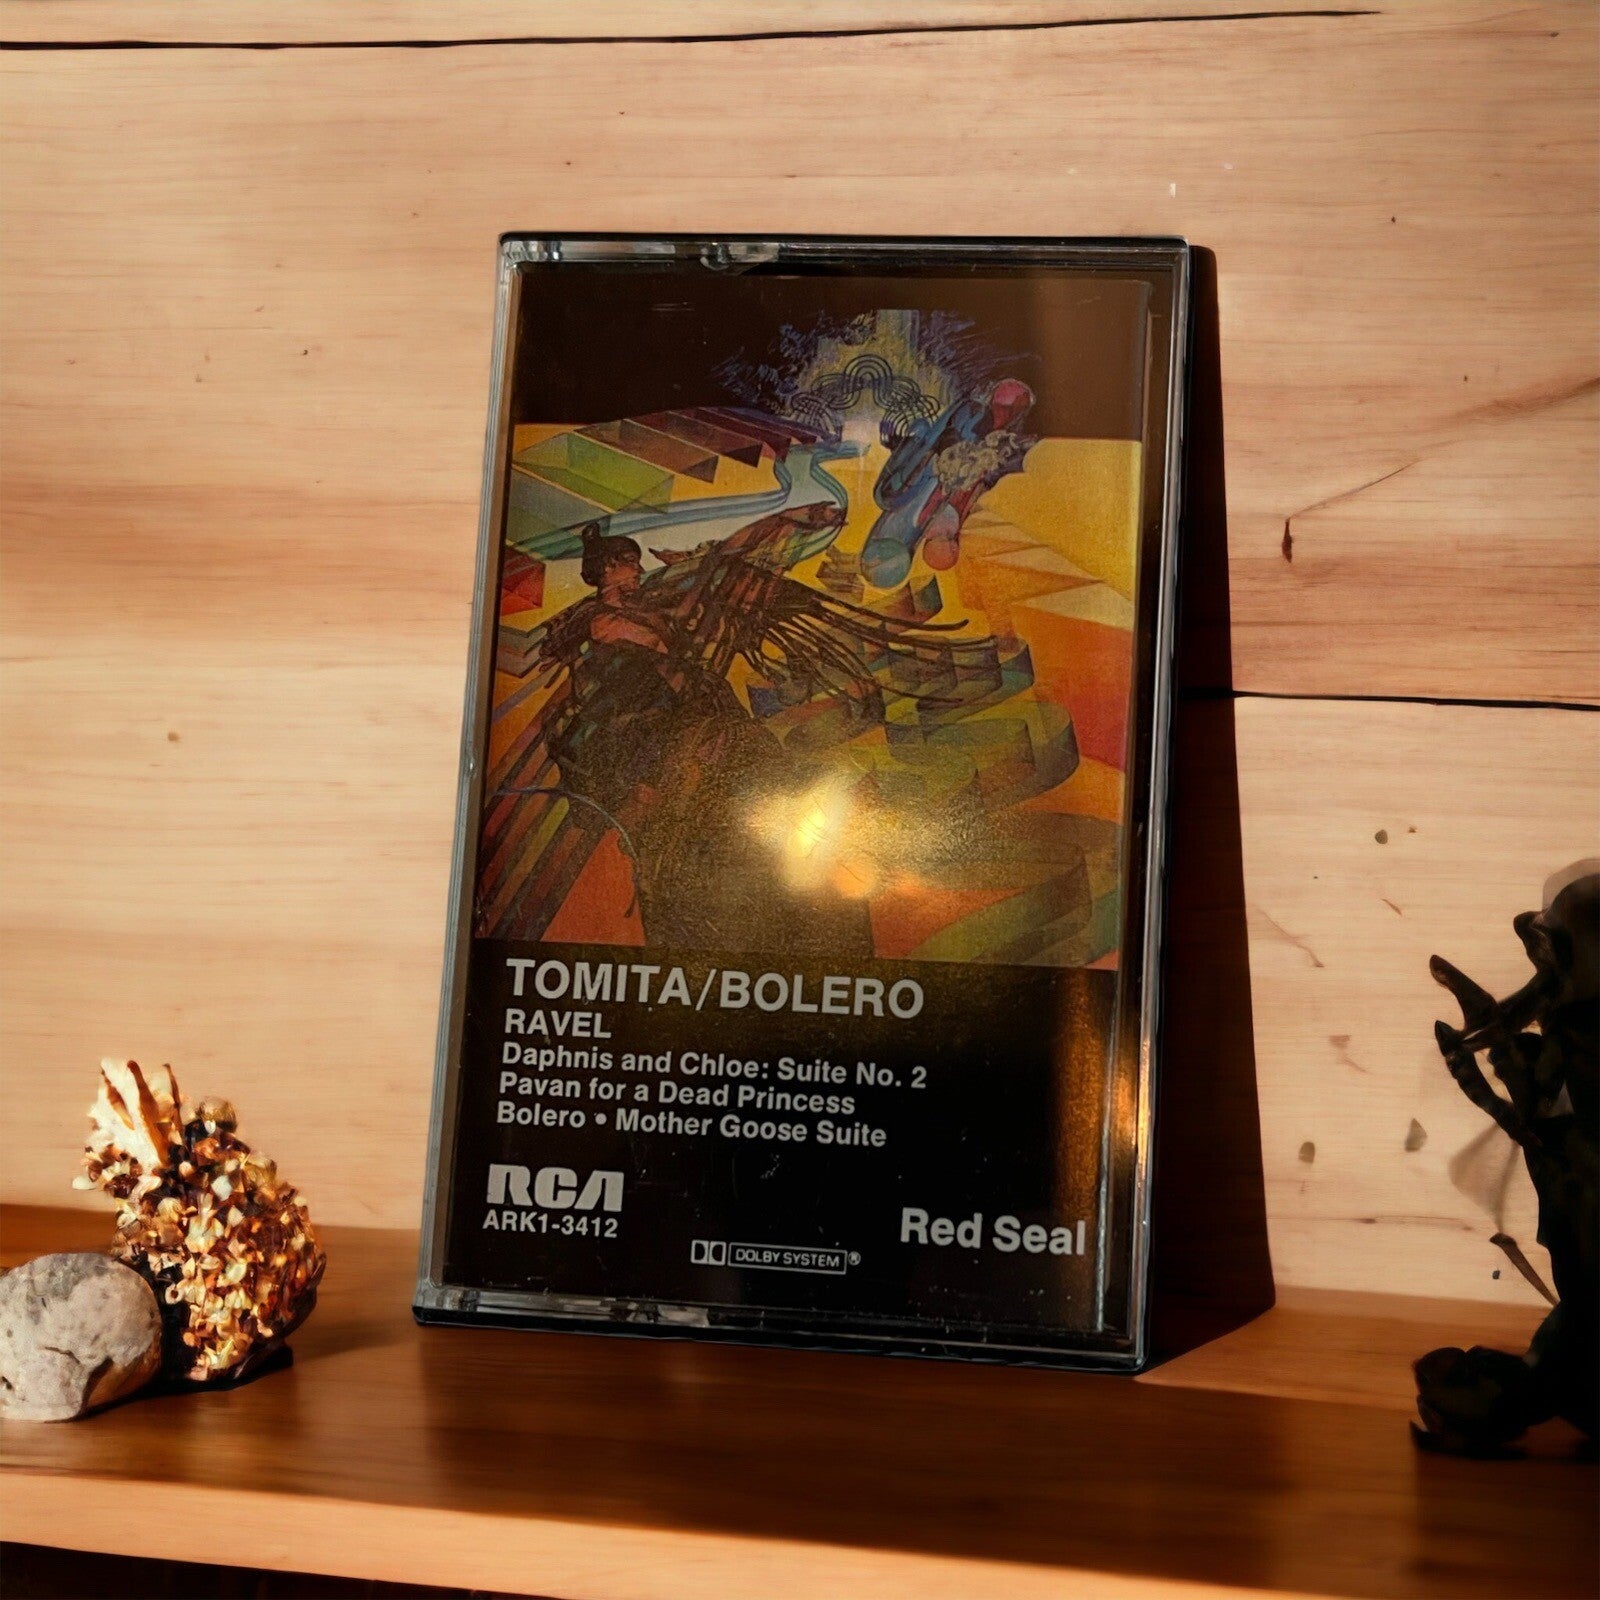 TOMITA/BOLERO
RAVEL
Daphnis and Chloe: Suite No. 2
Pavan for a Dead Princess
Bolero • Mother Goose Suite
RCA
ARK1-3412
DOLBY SYSTEM®
Red Seal